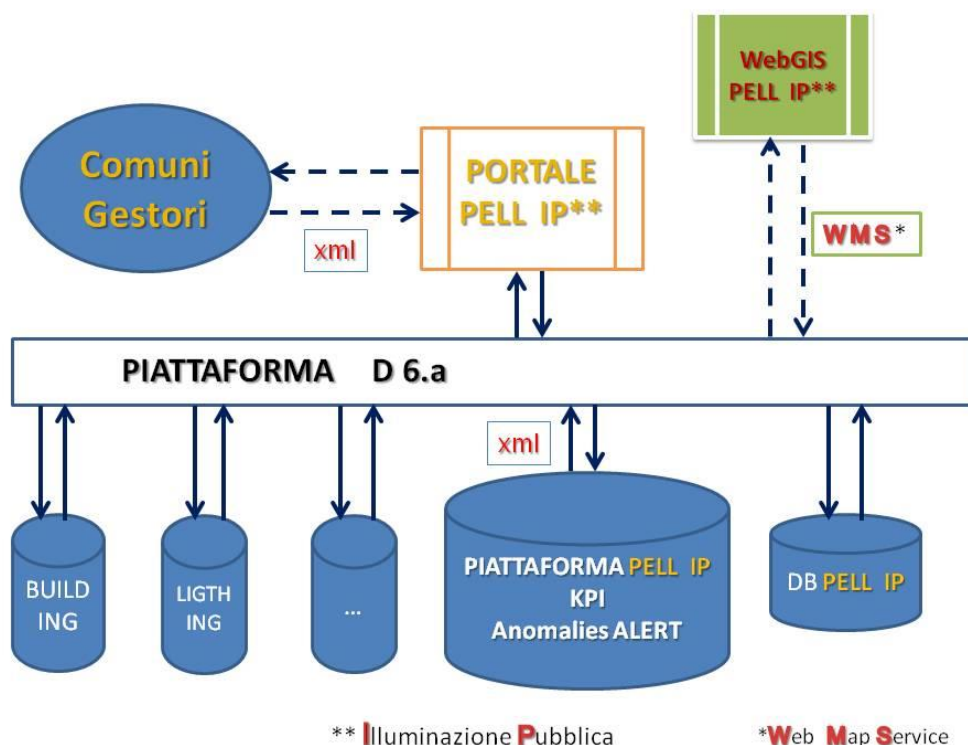 WebGIS
PELL IP**
Comuni
Gestori
PORTALE
PELL IP**
xml
WMS*
PIATTAFORMA D 6.a
xml
BUILD
ING
LIGTH
ING
...
PIATTAFORMA PELL IP
KPI
Anomalies ALERT
DB PELL IP
** Illuminazione Pubblica
*Web Map Service